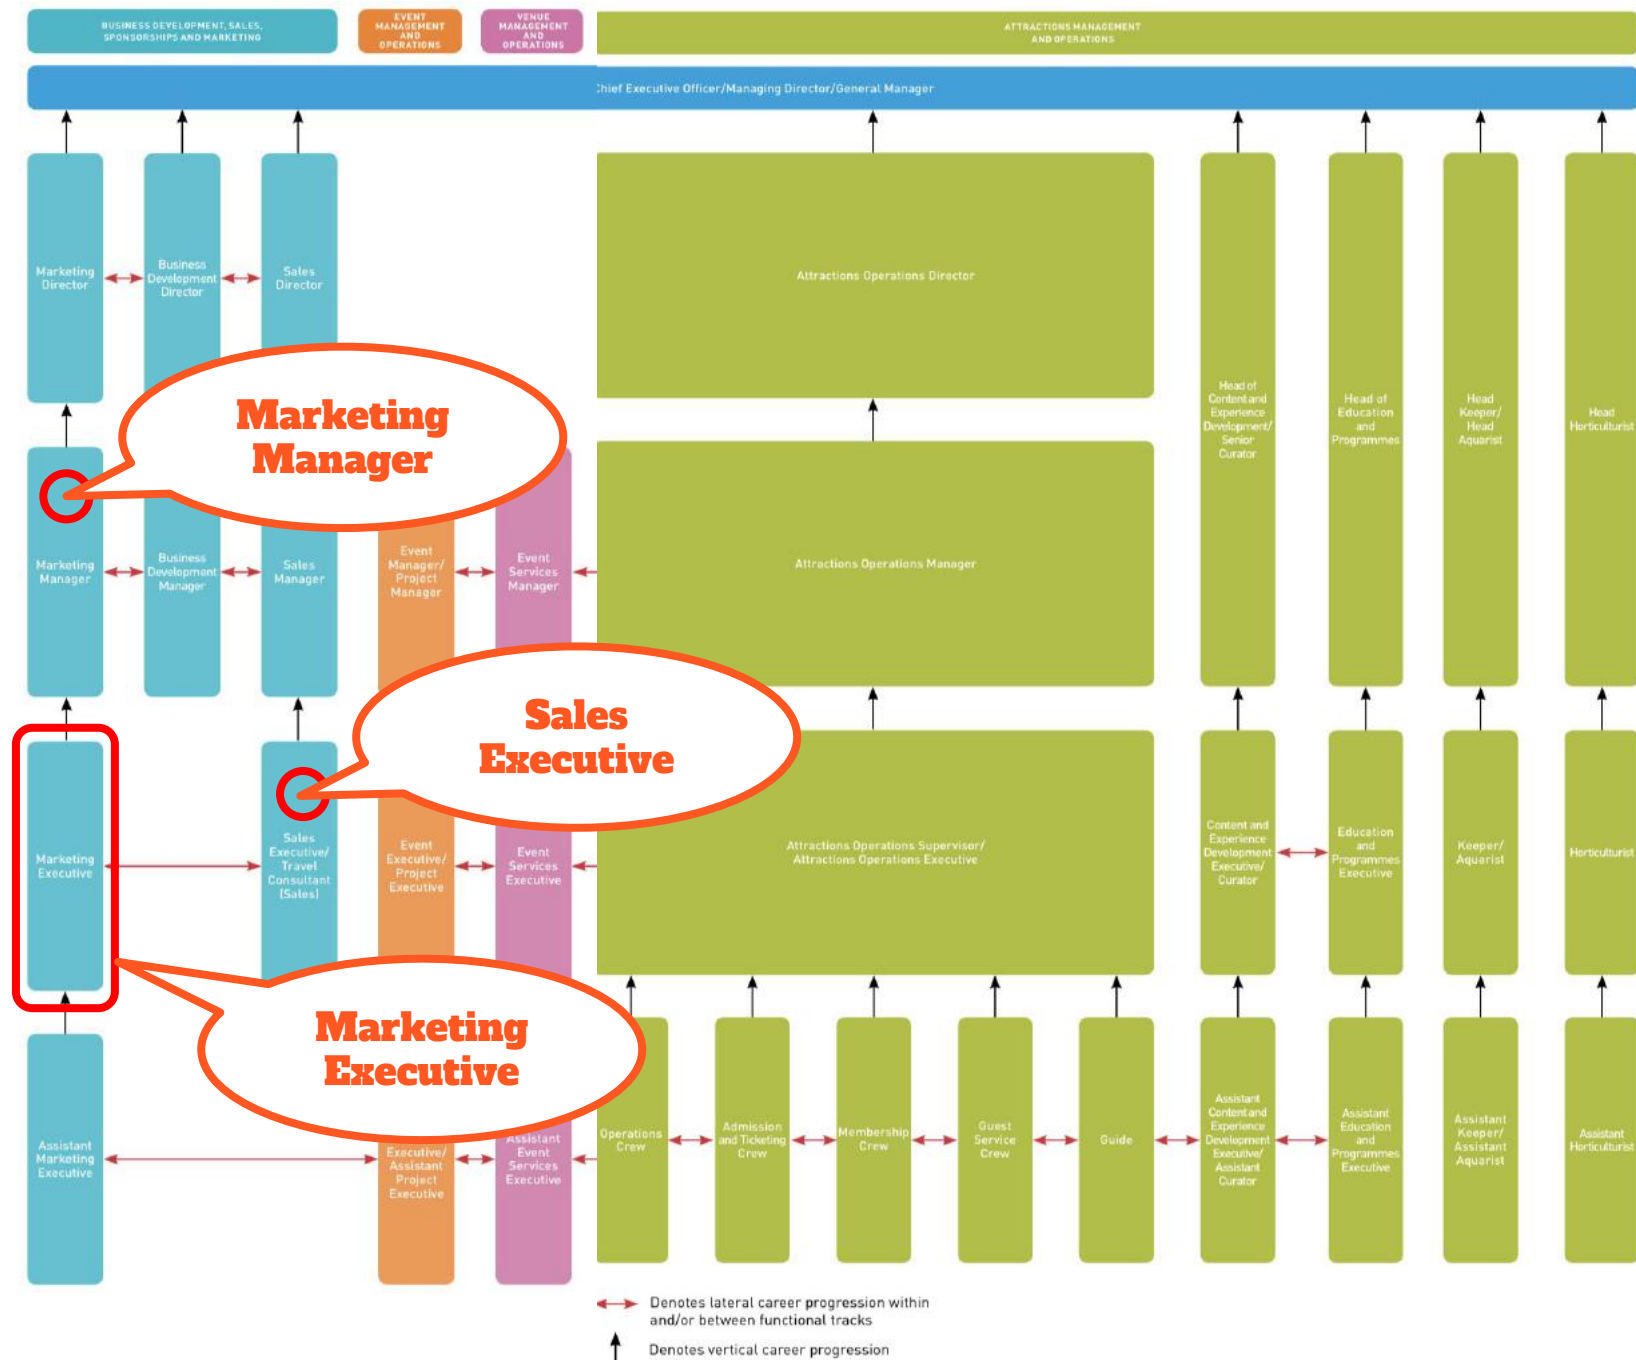 BUSINESS DEVELOPMENT, SALES,
SPONSORSHIPS AND MARKETING
EVENT
MANAGEMENT
AND
OPERATIONS
VENUE
MANAGEMENT
AND
OPERATIONS
ATTRACTIONS MANAGEMENT
AND OPERATIONS
Chief Executive Officer/Managing Director/General Manager
Marketing
Director
Business
Development
Director
Sales
Director
Attractions Operations Director
Head of
Content and
Experience
Development/
Senior
Curator
Head of
Education
and
Programmes
Head
Keeper/
Head
Aquarist
Head
Horticulturist
Marketing
Manager
Marketing
Manager
Business
Development
Manager
Sales
Manager
Event
Manager/
Project
Manager
Event
Services
Manager
Attractions Operations Manager
Sales
Executive
Marketing
Executive
Sales
Executive/
Travel
Consultant
(Sales)
Event
Executive/
Project
Executive
Event
Services
Executive
Attractions Operations Supervisor/
Attractions Operations Executive
Content and
Experience
Development
Executive/
Curator
Education
and
Programmes
Executive
Keeper/
Aquarist
Horticulturist
Marketing
Executive
Assistant
Marketing
Executive
Executive/
Assistant
Project
Executive
Assistant
Event
Services
Executive
Operations
Crew
Admission
and Ticketing
Crew
Membership
Crew
Guest
Service
Crew
Guide
Assistant
Content and
Experience
Development
Executive/
Assistant
Curator
Assistant
Education
and
Programmes
Executive
Assistant
Keeper/
Assistant
Aquarist
Assistant
Horticulturist
Denotes lateral career progression within
and/or between functional tracks
Denotes vertical career progression